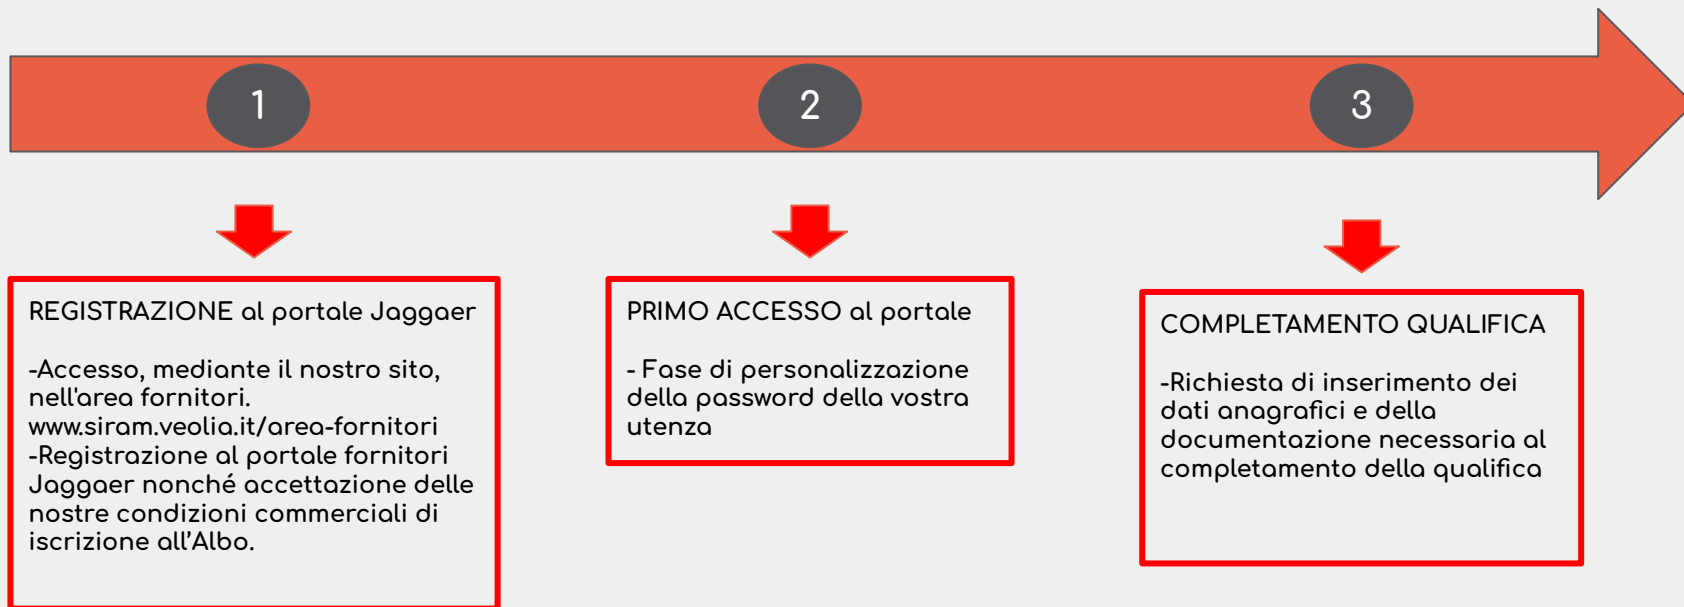 1
2
3
REGISTRAZIONE al portale Jaggaer
-Accesso, mediante il nostro sito,
nell'area fornitori.
www.siram.veolia.it/area-fornitori
-Registrazione al portale fornitori
Jaggaer nonché accettazione delle
nostre condizioni commerciali di
iscrizione all’Albo.
PRIMO ACCESSO al portale
- Fase di personalizzazione
della password della vostra
utenza
COMPLETAMENTO QUALIFICA
-Richiesta di inserimento dei
dati anagrafici e della
documentazione necessaria al
completamento della qualifica